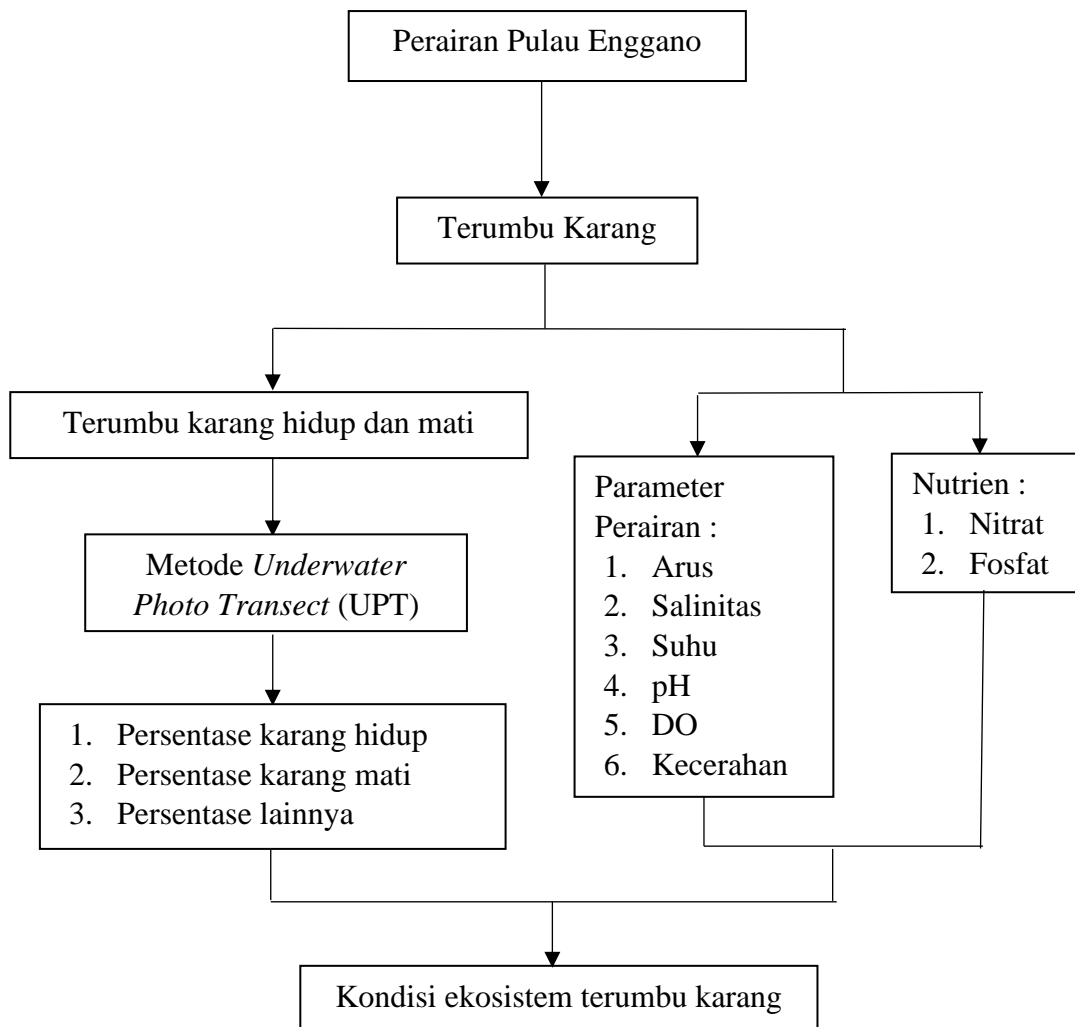 Perairan Pulau Enggano
Terumbu Karang
Terumbu karang hidup dan mati
Metode Underwater
Photo Transect (UPT)
1. Persentase karang hidup
2. Persentase karang mati
3. Persentase lainnya
Parameter
Perairan :
1. Arus
2. Salinitas
3. Suhu
4. pH
5. DO
6. Kecerahan
Nutrien :
1. Nitrat
2. Fosfat
Kondisi ekosistem terumbu karang